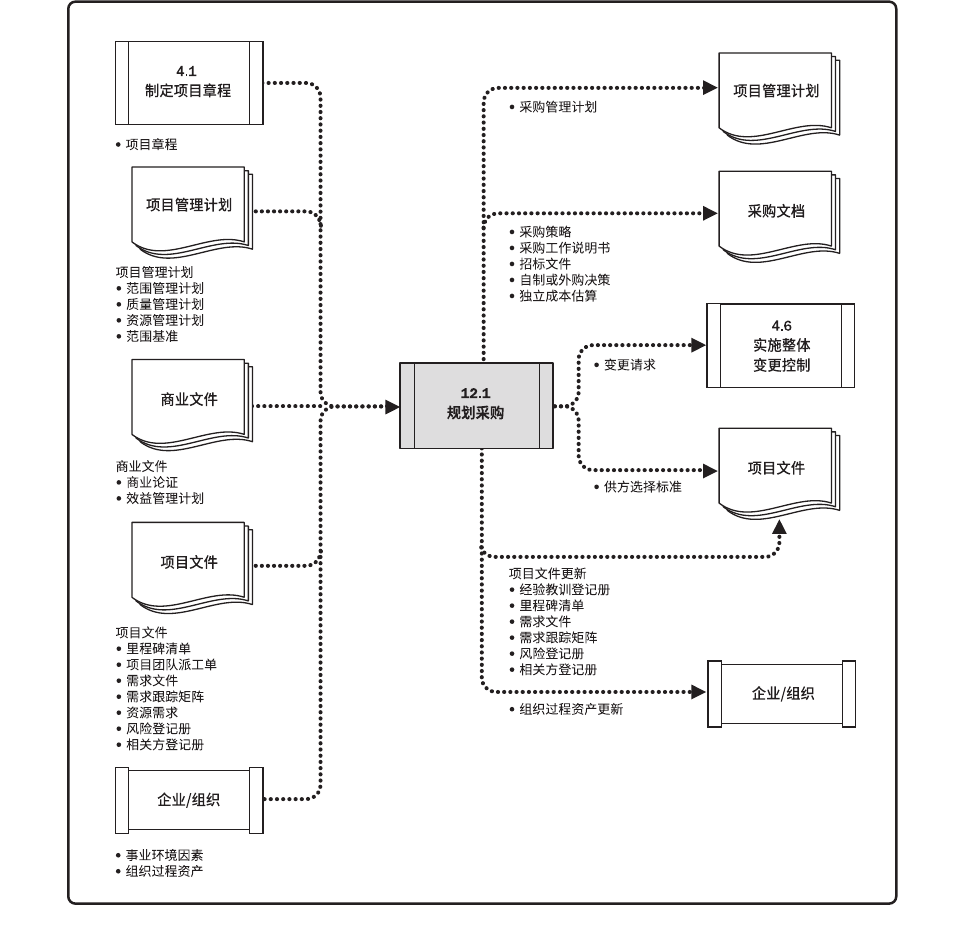 4.1
制定项目章程
• 项目章程
项目管理计划
项目管理计划
• 范围管理计划
• 质量管理计划
• 资源管理计划
• 范围基准
商业文件
商业文件
• 商业论证
• 效益管理计划
项目文件
项目文件
• 里程碑清单
• 项目团队派工单
• 需求文件
• 需求跟踪矩阵
• 资源需求
• 风险登记册
• 相关方登记册
企业/组织
• 事业环境因素
• 组织过程资产
12.1
规划采购
• 采购管理计划
项目管理计划
• 采购策略
• 采购工作说明书
• 招标文件
• 自制或外购决策
• 独立成本估算
采购文档
• 变更请求
4.6
实施整体
变更控制
• 供方选择标准
项目文件
项目文件更新
• 经验教训登记册
• 里程碑清单
• 需求文件
• 需求跟踪矩阵
• 风险登记册
• 相关方登记册
• 组织过程资产更新
企业/组织